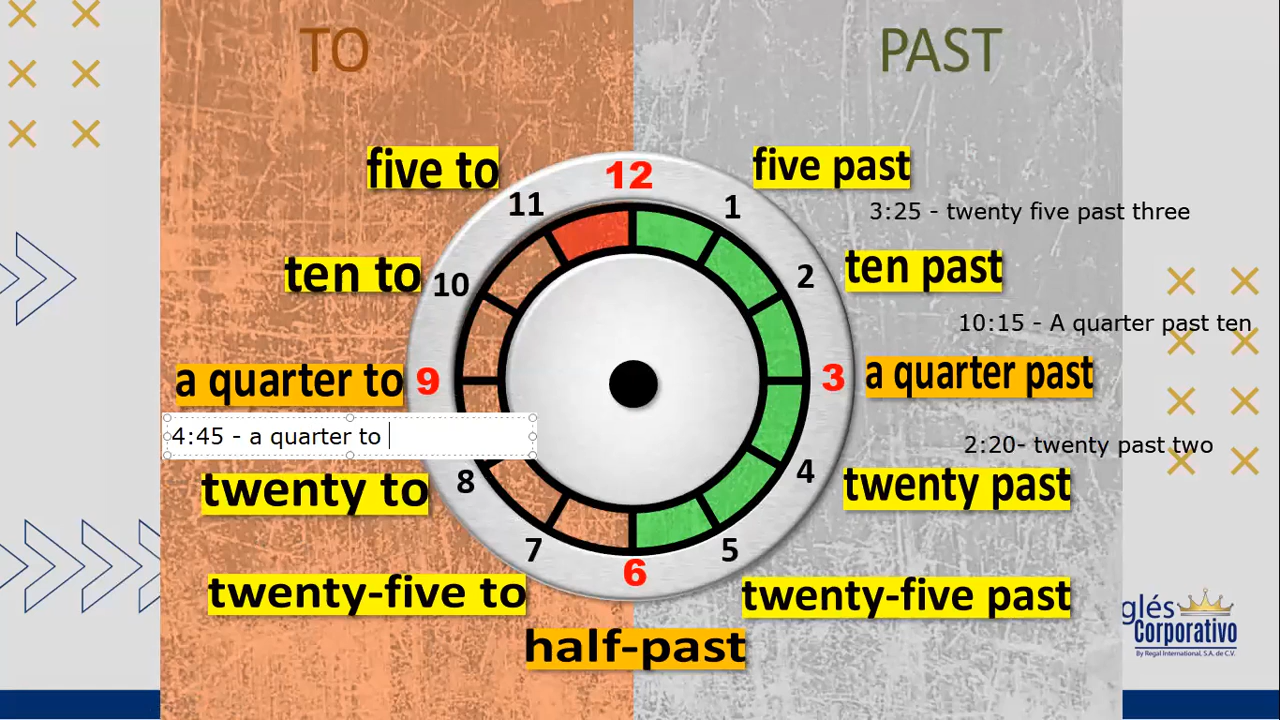 TO
PAST
five to
12
five past
11
1
3:25 - twenty five past three
ten to
10
2
ten past
10:15 - A quarter past ten
a quarter to
9
3
a quarter past
4:45 - a quarter to
2:20- twenty past two
twenty to
8
4
twenty past
7
5
twenty-five to
6
twenty-five past
half-past
glés
Corporativo
By Regal International, S.A. de C.V.